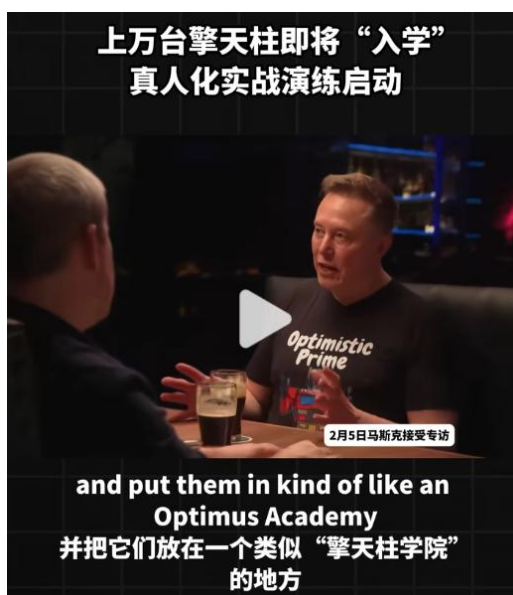 上万台擎天柱即将“入学”
真人化实战演练启动
Optimistic
Prime
2月5日马斯克接受专访
and put them in kind of like an
Optimus Academy
并把它们放在一个类似“擎天柱学院”
的地方